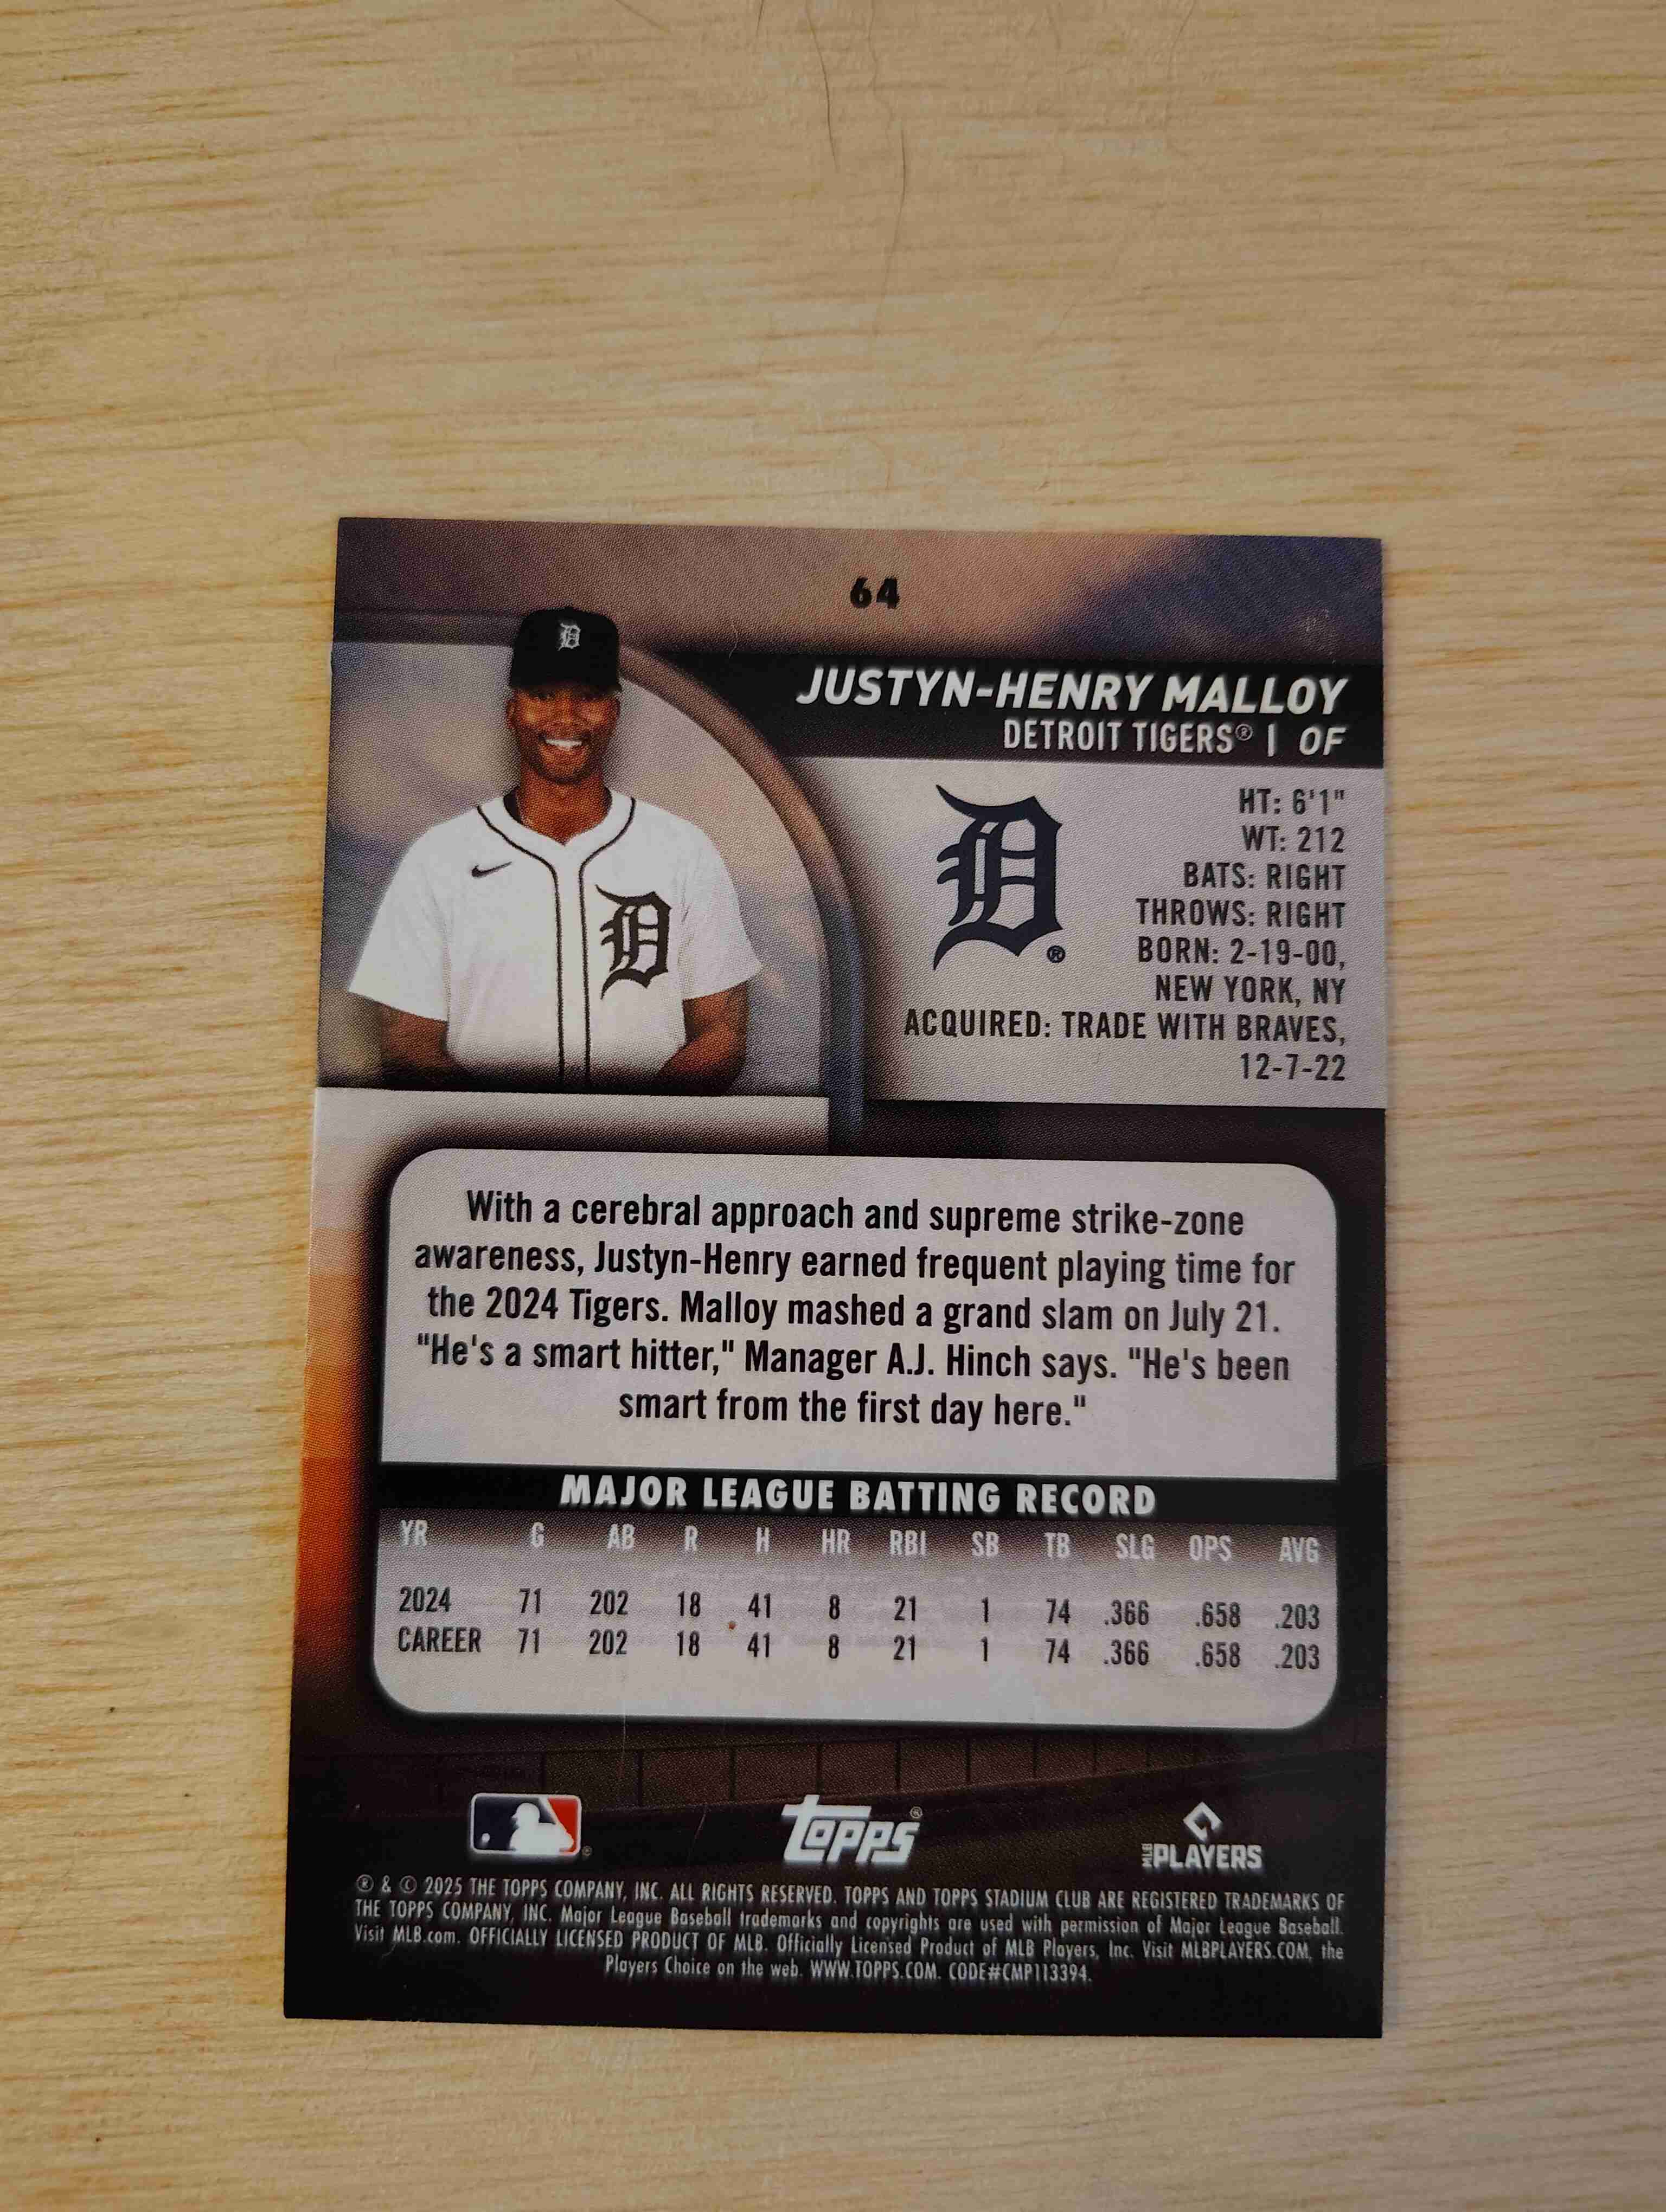 64
JUSTYN-HENRY MALLOY
DETROIT TIGERS® | OF
D
D
D®
HT: 6'1"
WT: 212
BATS: RIGHT
THROWS: RIGHT
BORN: 2-19-00,
NEW YORK, NY
ACQUIRED: TRADE WITH BRAVES,
12-7-22
With a cerebral approach and supreme strike-zone
awareness, Justyn-Henry earned frequent playing time for
the 2024 Tigers. Malloy mashed a grand slam on July 21.
"He's a smart hitter," Manager A.J. Hinch says. "He's been
smart from the first day here."
MAJOR LEAGUE BATTING RECORD
YR G AB R H HR RBI SB TB SLG OPS AVG
2024 71 202 18 41 8 21 1 74 .366 .658 .203
CAREER 71 202 18 41 8 21 1 74 .366 .658 .203
topps®
MLB PLAYERS
® & © 2025 THE TOPPS COMPANY, INC. ALL RIGHTS RESERVED. TOPPS AND TOPPS STADIUM CLUB ARE REGISTERED TRADEMARKS OF
THE TOPPS COMPANY, INC. Major League Baseball trademarks and copyrights are used with permission of Major League Baseball.
Visit MLB.com. OFFICIALLY LICENSED PRODUCT OF MLB. Officially Licensed Product of MLB Players, Inc. Visit MLBPLAYERS.COM, the
Players Choice on the web. WWW.TOPPS.COM. CODE#CMP113394.